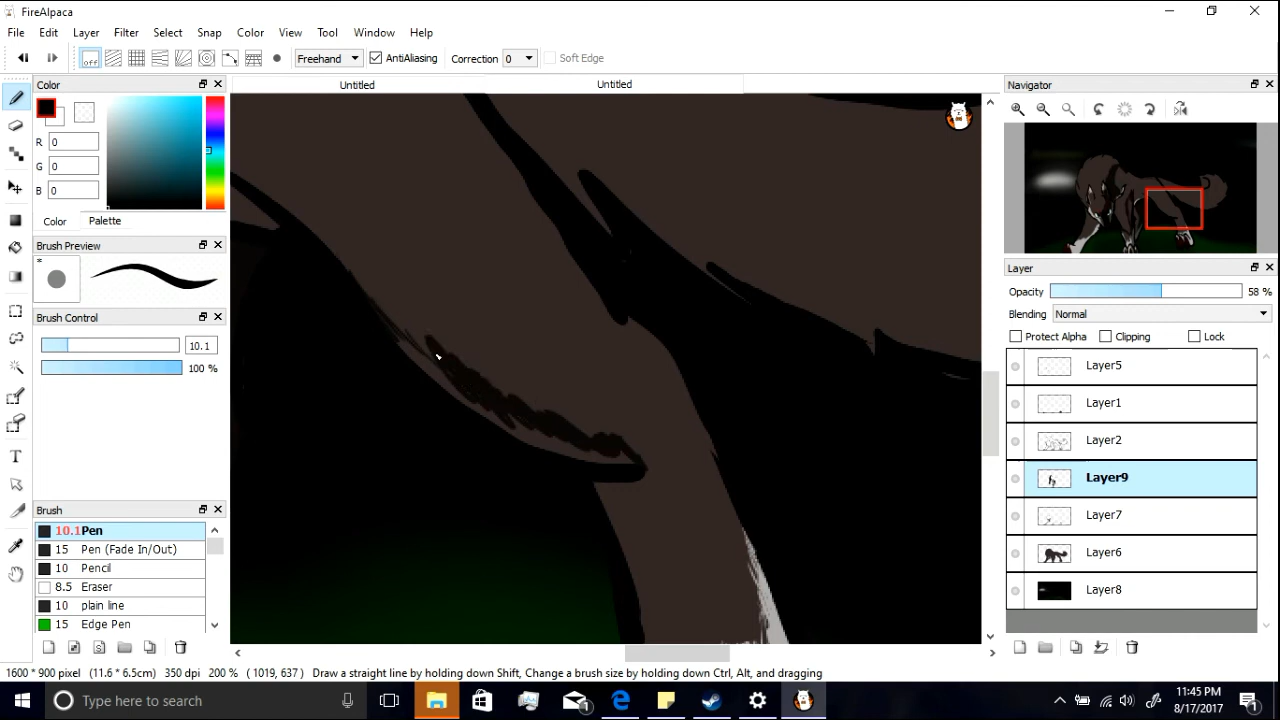 FireAlpaca
File Edit Layer Filter Select Snap Color View Tool Window Help
off Freehand AntiAliasing Correction 0 Soft Edge
Color
Untitled Untitled
Navigator
R 0
G 0
B 0
Color Palette
Brush Preview
*
Layer
Opacity 58 %
Blending Normal
Brush Control
Protect Alpha Clipping Lock
10.1
100 %
Layer5
Layer1
Layer2
Layer9
Layer7
Layer6
Layer8
Brush
10.1 Pen
15 Pen (Fade In/Out)
10 Pencil
8.5 Eraser
10 plain line
15 Edge Pen
1600 * 900 pixel (11.6 * 6.5cm) 350 dpi 200 % ( 1019, 637 ) Draw a straight line by holding down Shift, Change a brush size by holding down Ctrl, Alt, and dragging
Type here to search
1
11:45 PM
8/17/2017
1